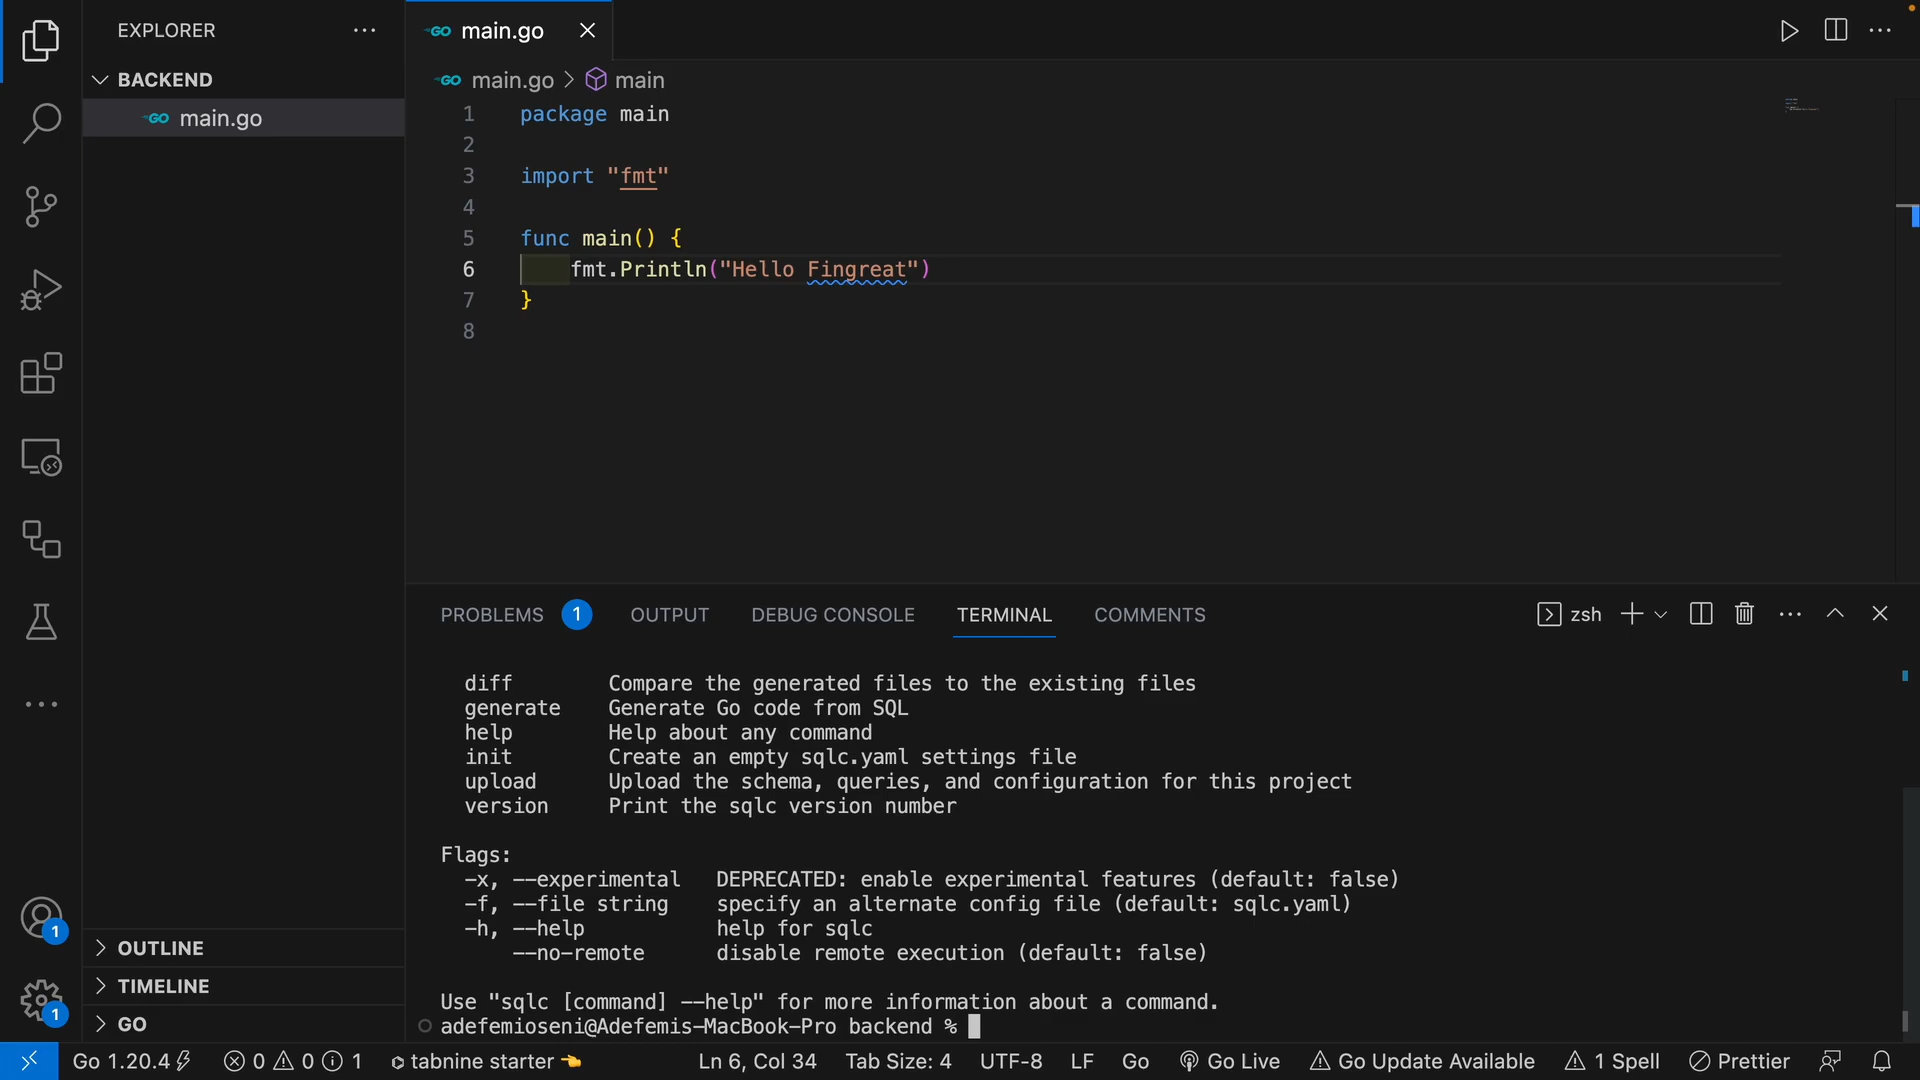 EXPLORER
BACKEND
GO main.go
OUTLINE
TIMELINE
GO
1
1
GO main.go
GO main.go > main
1 package main
2
3 import "fmt"
4
5 func main() {
6 fmt.Println("Hello Fingreat")
7 }
8
PROBLEMS 1 OUTPUT DEBUG CONSOLE TERMINAL COMMENTS zsh
diff Compare the generated files to the existing files
generate Generate Go code from SQL
help Help about any command
init Create an empty sqlc.yaml settings file
upload Upload the schema, queries, and configuration for this project
version Print the sqlc version number
Flags:
-x, --experimental DEPRECATED: enable experimental features (default: false)
-f, --file string specify an alternate config file (default: sqlc.yaml)
-h, --help help for sqlc
--no-remote disable remote execution (default: false)
Use "sqlc [command] --help" for more information about a command.
adefemioseni@Adefemis-MacBook-Pro backend %
Go 1.20.4 0 0 1 tabnine starter Ln 6, Col 34 Tab Size: 4 UTF-8 LF Go Go Live Go Update Available 1 Spell Prettier